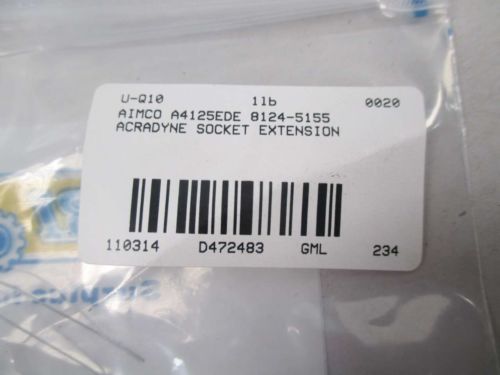 U-Q10 1lb 0020
AIMCO A4125EDE 8124-5155
ACRADYNE SOCKET EXTENSION
110314 D472483 GML 234